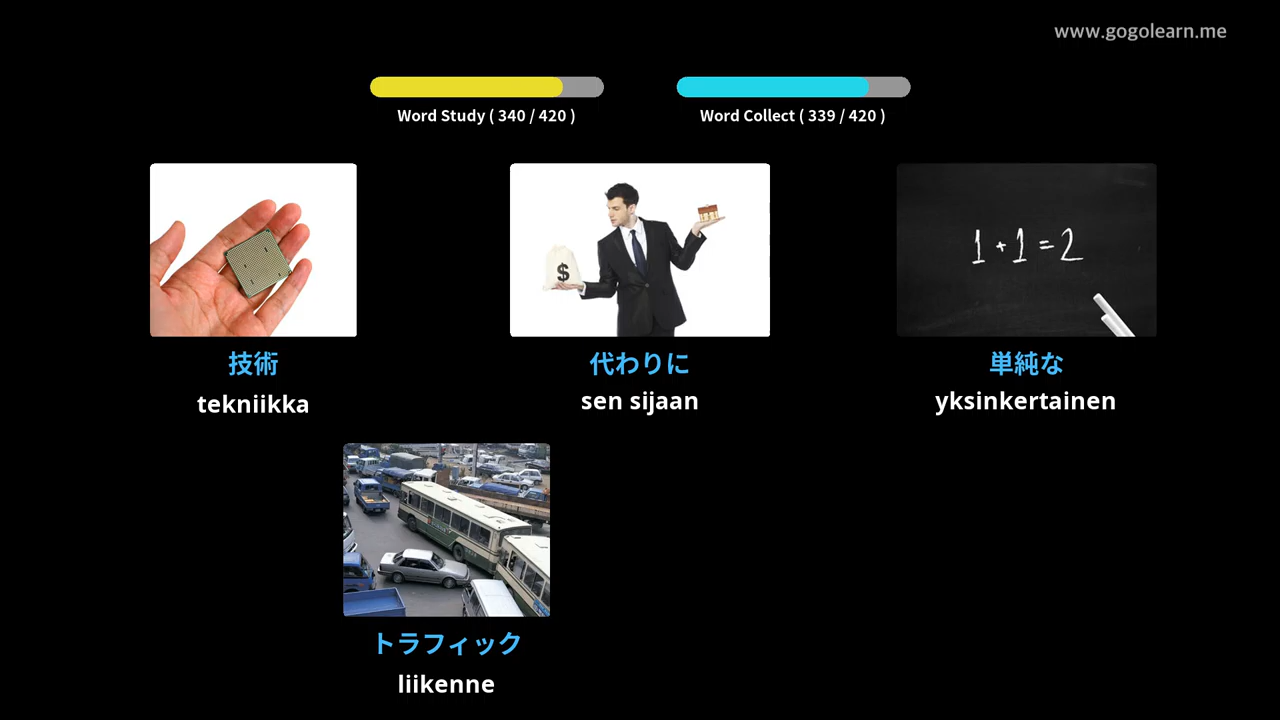 www.gogolearn.me
Word Study ( 340 / 420 )
Word Collect ( 339 / 420 )
$
1 + 1 = 2
技術
代わりに
単純な
tekniikka
sen sijaan
yksinkertainen
トラフィック
liikenne